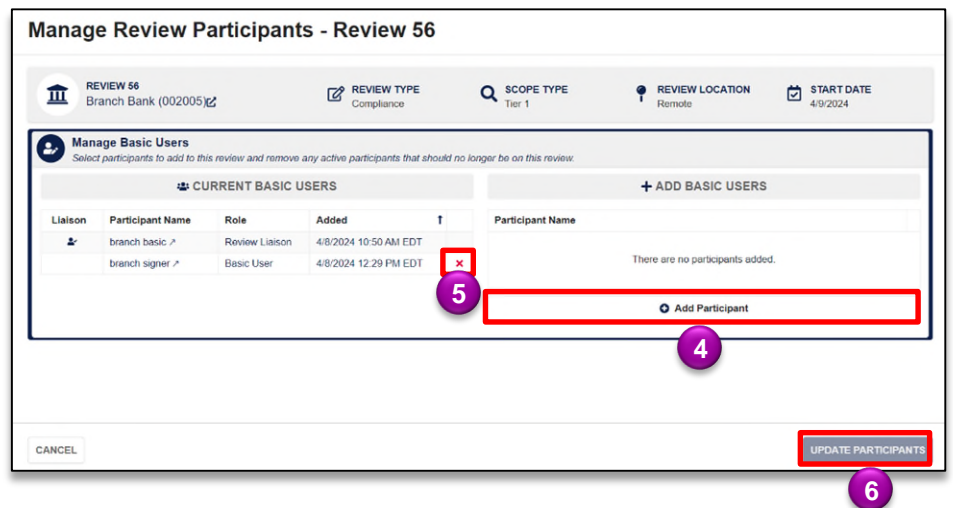 Manage Review Participants - Review 56
REVIEW 56
Branch Bank (002005)
REVIEW TYPE
Compliance
SCOPE TYPE
Tier 1
REVIEW LOCATION
Remote
START DATE
4/9/2024
Manage Basic Users
Select participants to add to this review and remove any active participants that should no longer be on this review.
CURRENT BASIC USERS
ADD BASIC USERS
Liaison Participant Name Role Added
Participant Name
branch basic Review Liaison 4/8/2024 10:50 AM EDT
branch signer Basic User 4/8/2024 12:29 PM EDT
There are no participants added.
5
Add Participant
4
CANCEL
UPDATE PARTICIPANTS
6